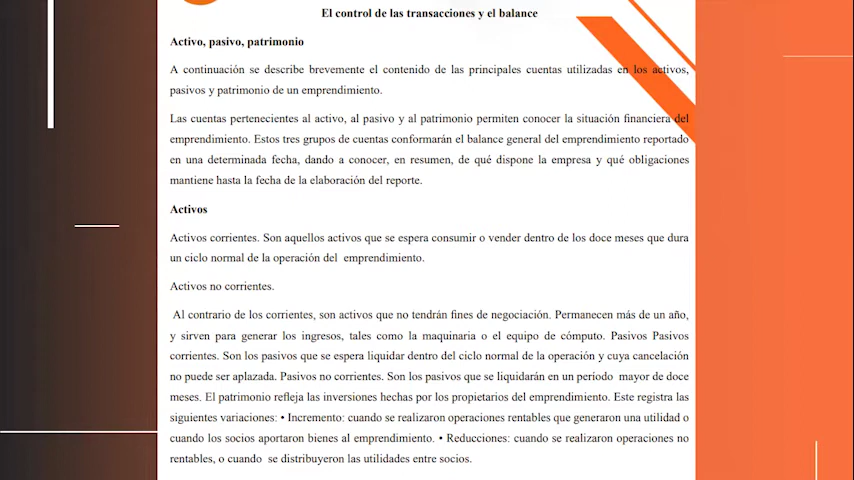 El control de las transacciones y el balance
Activo, pasivo, patrimonio
A continuación se describe brevemente el contenido de las principales cuentas utilizadas en los activos,
pasivos y patrimonio de un emprendimiento.
Las cuentas pertenecientes al activo, al pasivo y al patrimonio permiten conocer la situación financiera del
emprendimiento. Estos tres grupos de cuentas conformarán el balance general del emprendimiento reportado
en una determinada fecha, dando a conocer, en resumen, de qué dispone la empresa y qué obligaciones
mantiene hasta la fecha de la elaboración del reporte.
Activos
Activos corrientes. Son aquellos activos que se espera consumir o vender dentro de los doce meses que dura
un ciclo normal de la operación del emprendimiento.
Activos no corrientes.
Al contrario de los corrientes, son activos que no tendrán fines de negociación. Permanecen más de un año,
y sirven para generar los ingresos, tales como la maquinaria o el equipo de cómputo. Pasivos Pasivos
corrientes. Son los pasivos que se espera liquidar dentro del ciclo normal de la operación y cuya cancelación
no puede ser aplazada. Pasivos no corrientes. Son los pasivos que se liquidarán en un período mayor de doce
meses. El patrimonio refleja las inversiones hechas por los propietarios del emprendimiento. Este registra las
siguientes variaciones: • Incremento: cuando se realizaron operaciones rentables que generaron una utilidad o
cuando los socios aportaron bienes al emprendimiento. • Reducciones: cuando se realizaron operaciones no
rentables, o cuando se distribuyeron las utilidades entre socios.